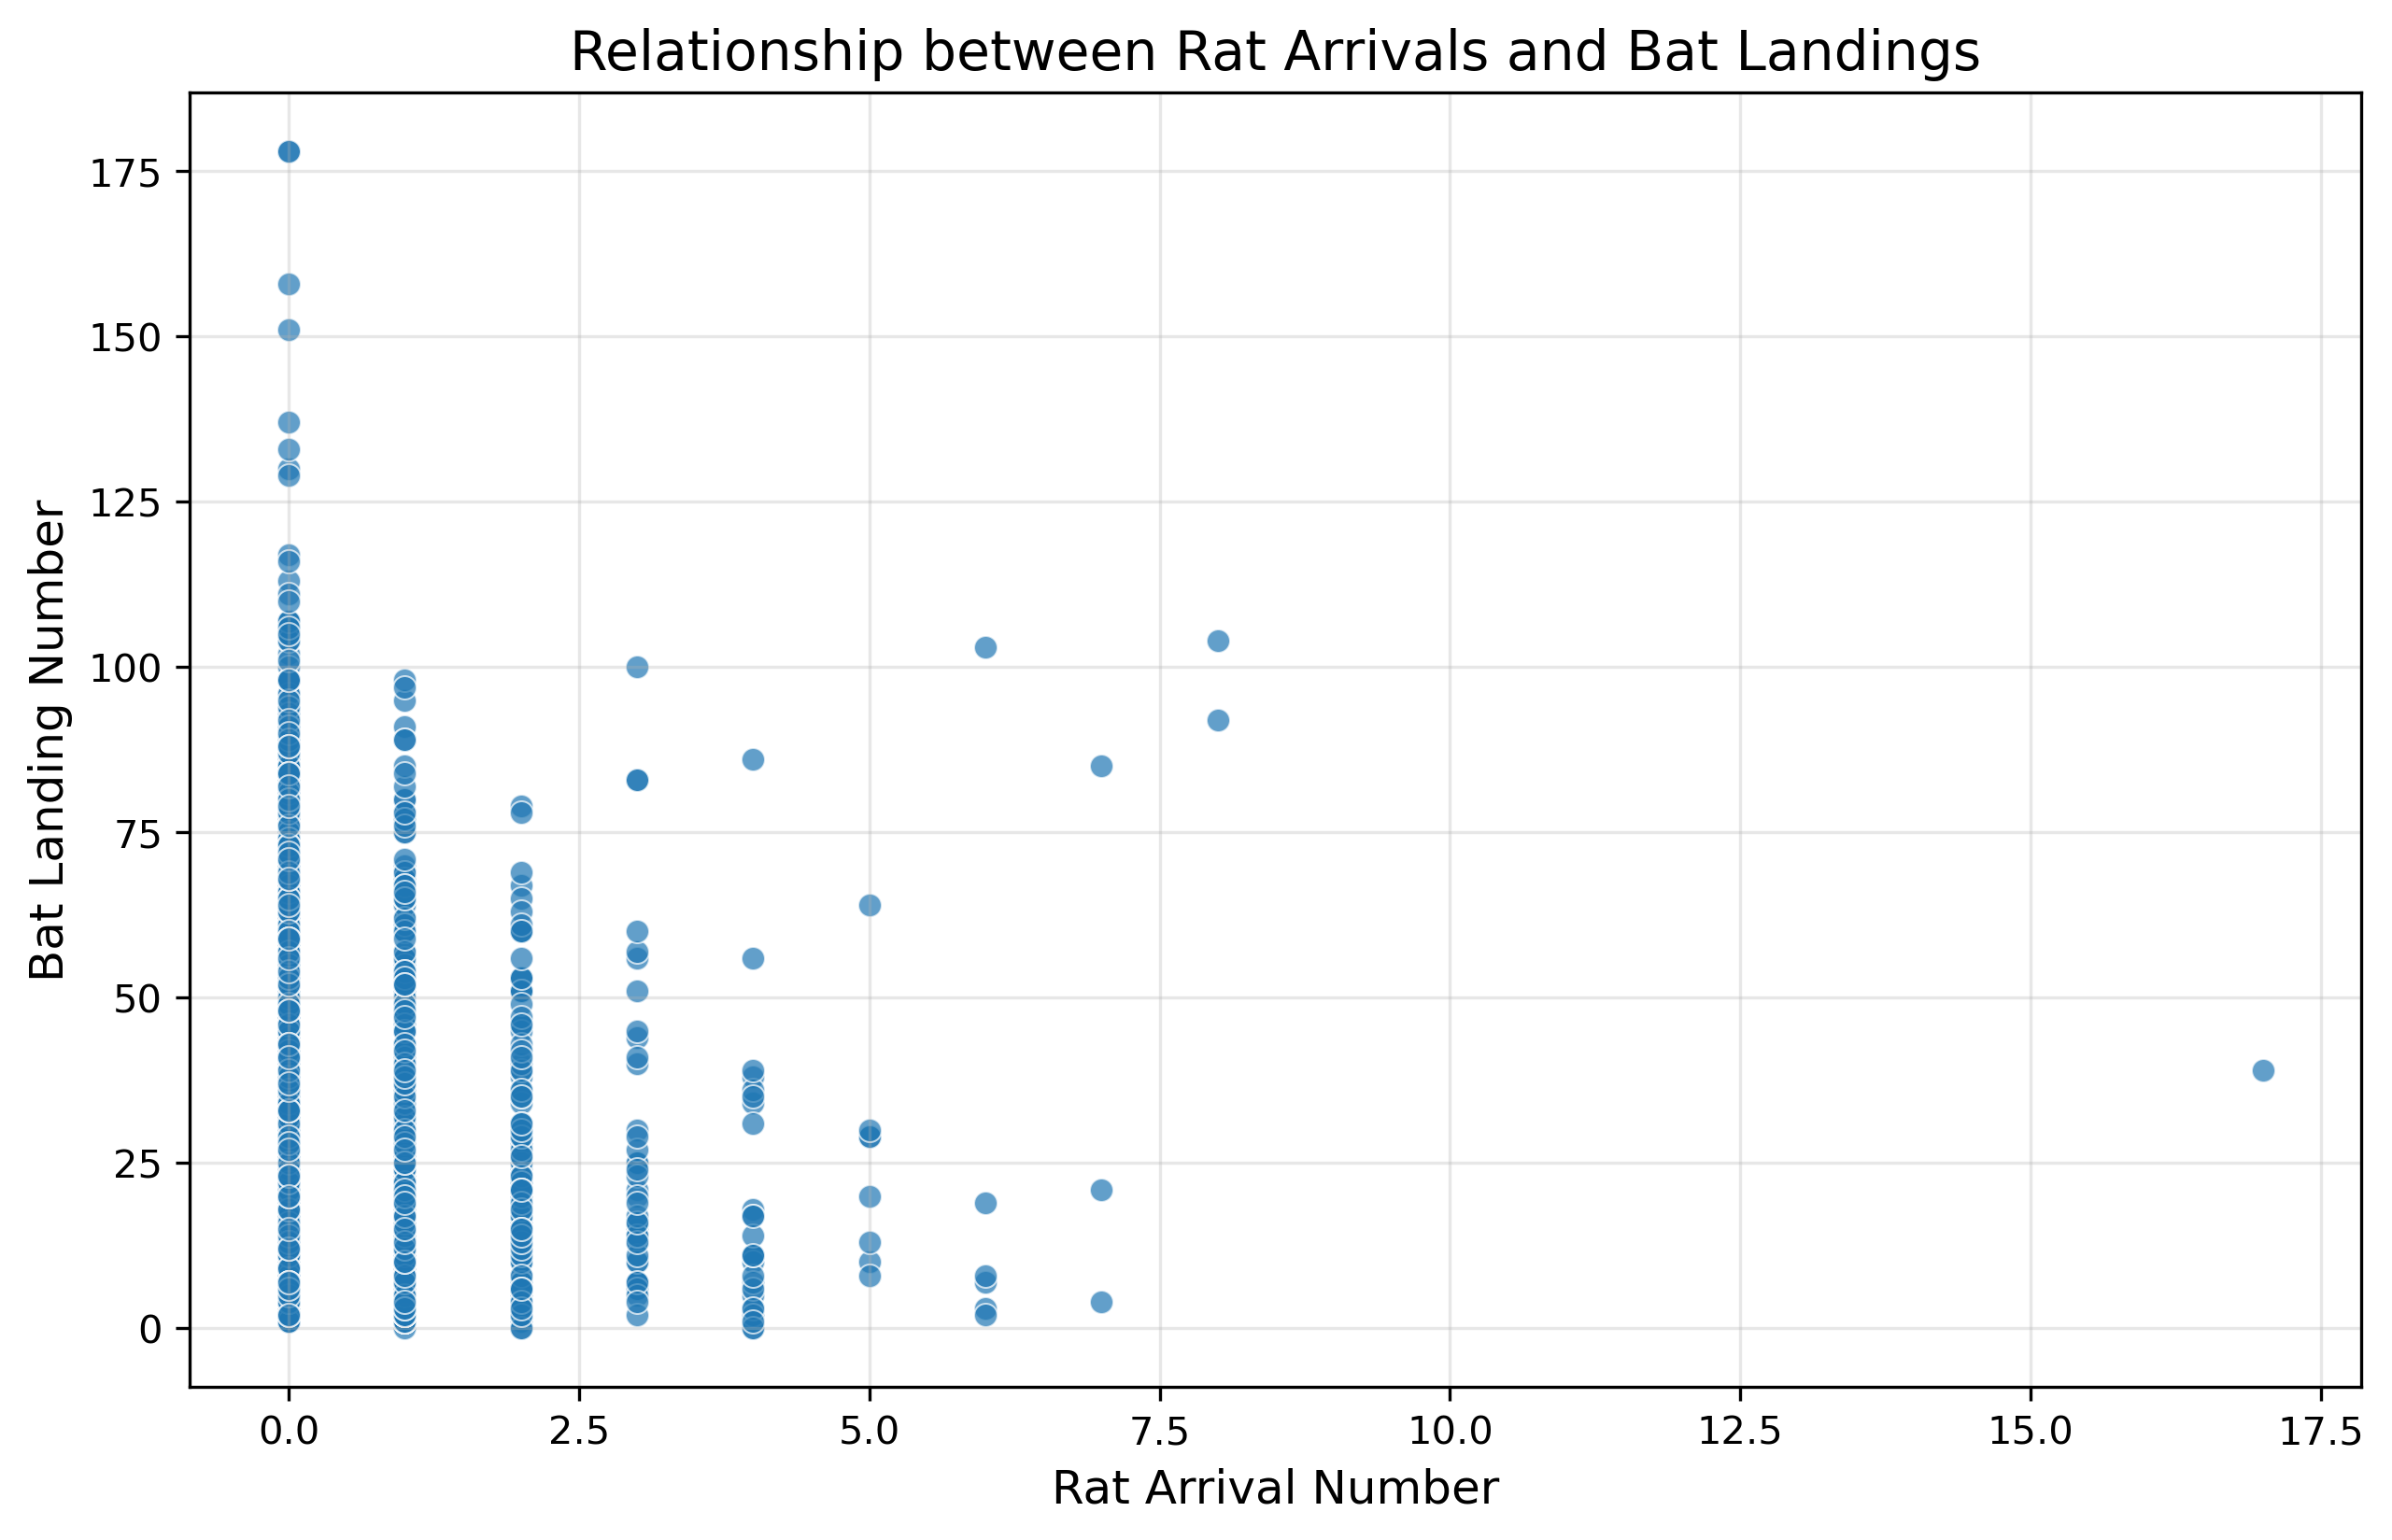 Relationship between Rat Arrivals and Bat Landings
175
150
125
100
75
50
25
0
Bat Landing Number
0.0 2.5 5.0 7.5 10.0 12.5 15.0 17.5
Rat Arrival Number